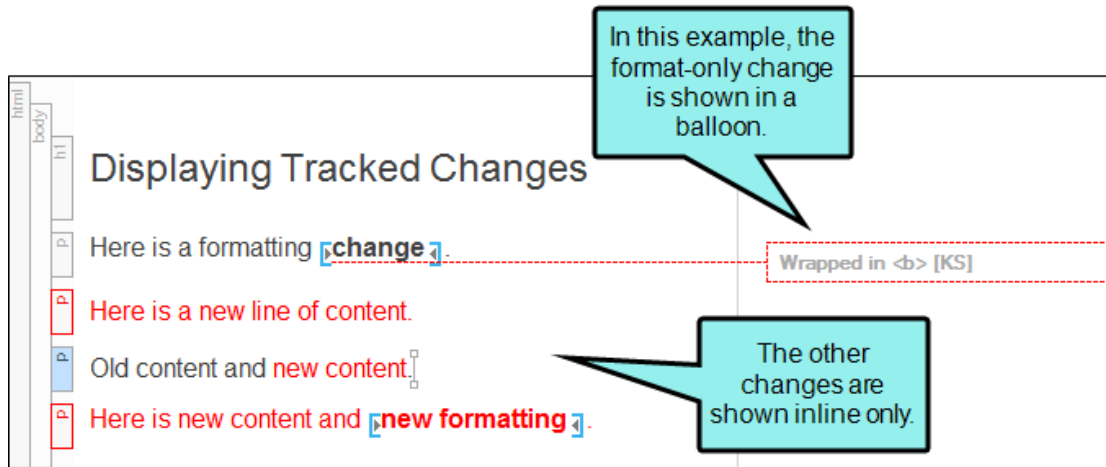 In this example, the
format-only change
is shown in a
balloon.
html
body
h1
Displaying Tracked Changes
p
Here is a formatting change.
Wrapped in <b> [KS]
p
Here is a new line of content.
p
Old content and new content.
The other
changes are
shown inline only.
p
Here is new content and new formatting.